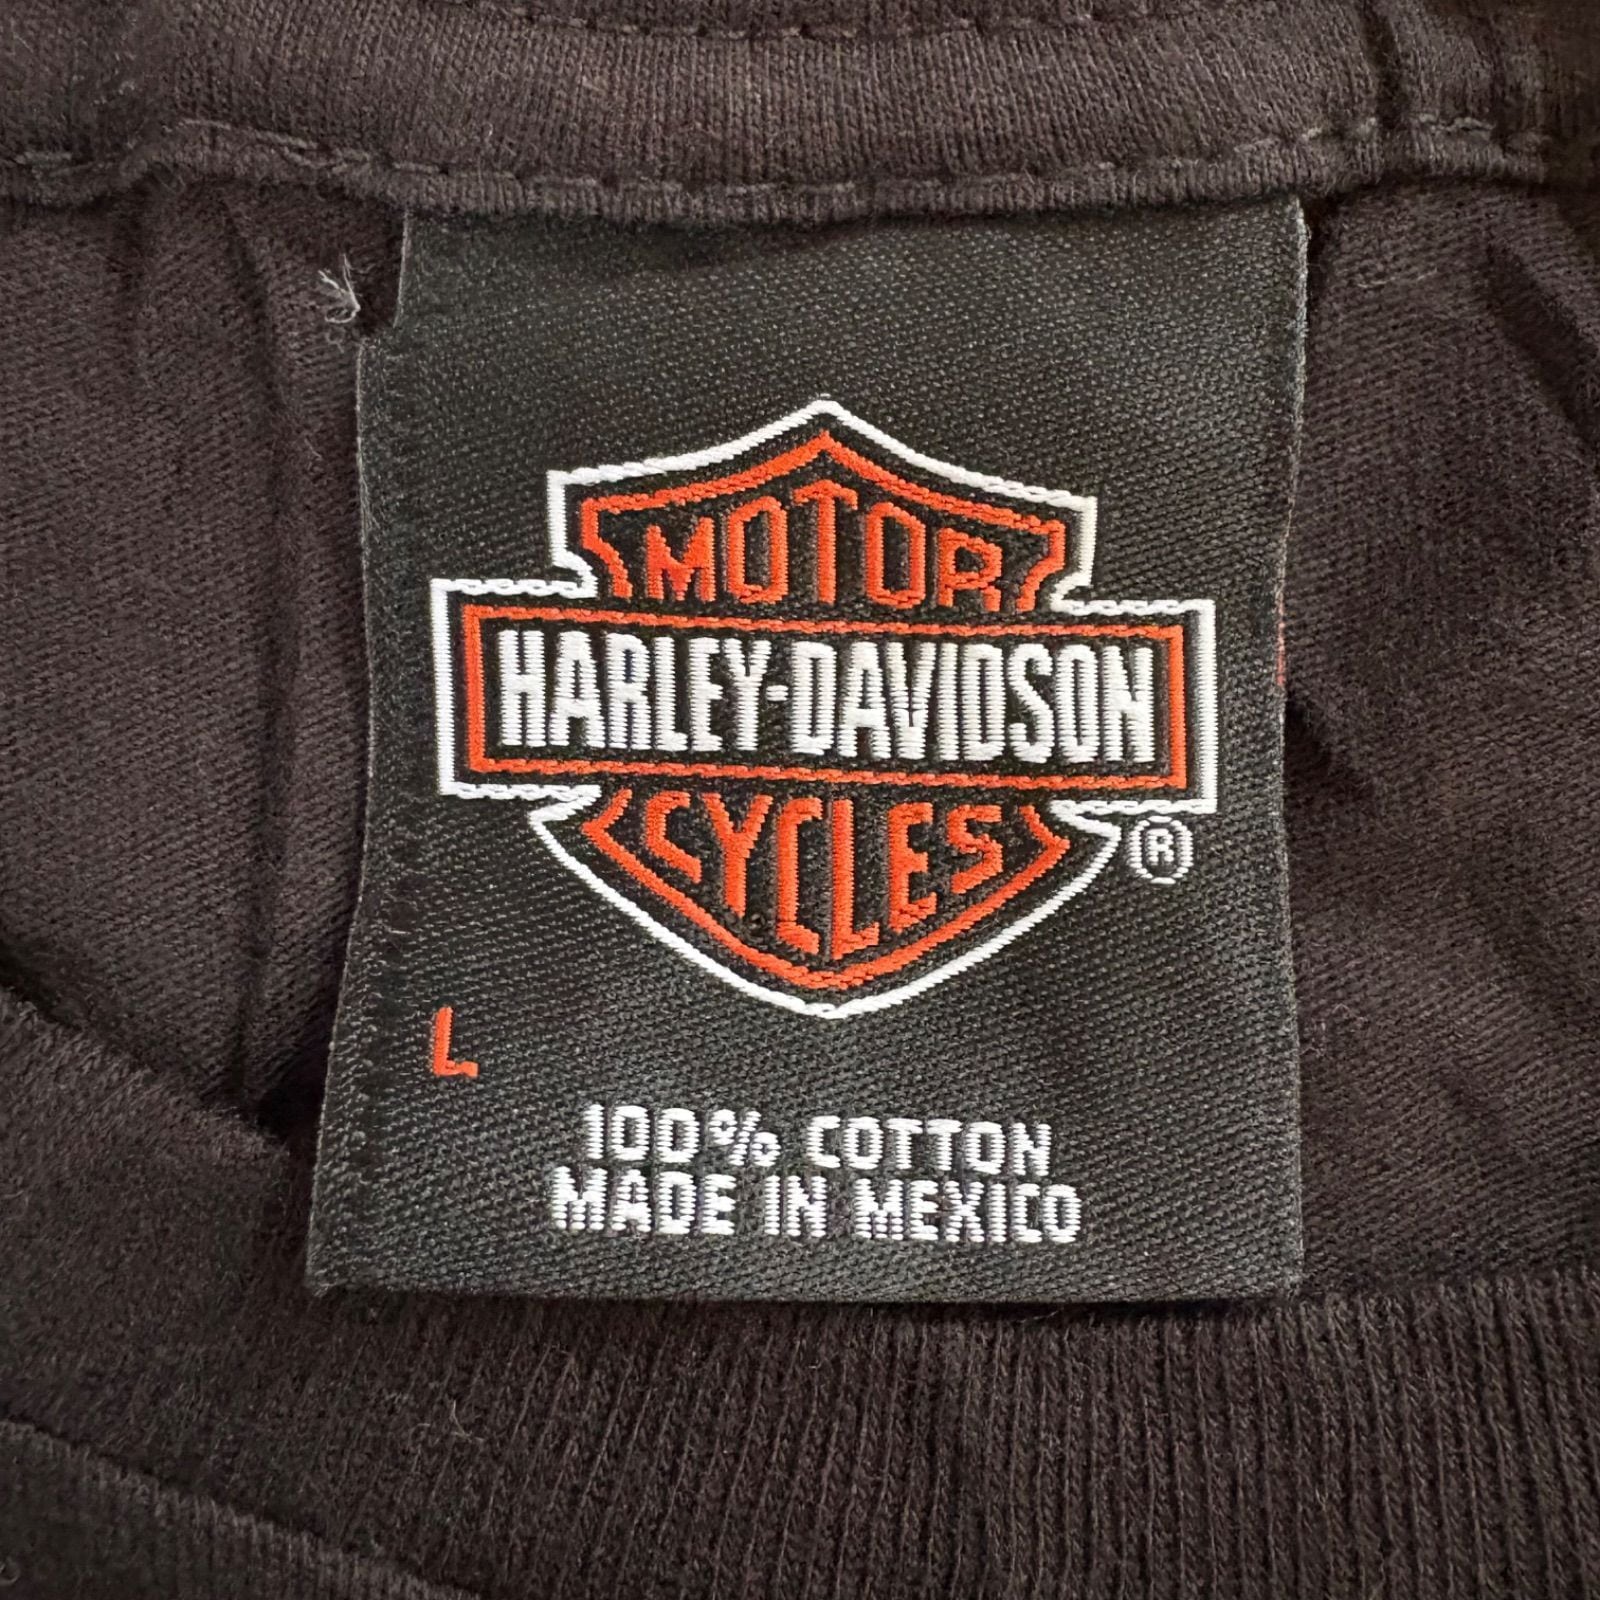 MOTOR
HARLEY-DAVIDSON
CYCLES
®
L
100% COTTON
MADE IN MEXICO